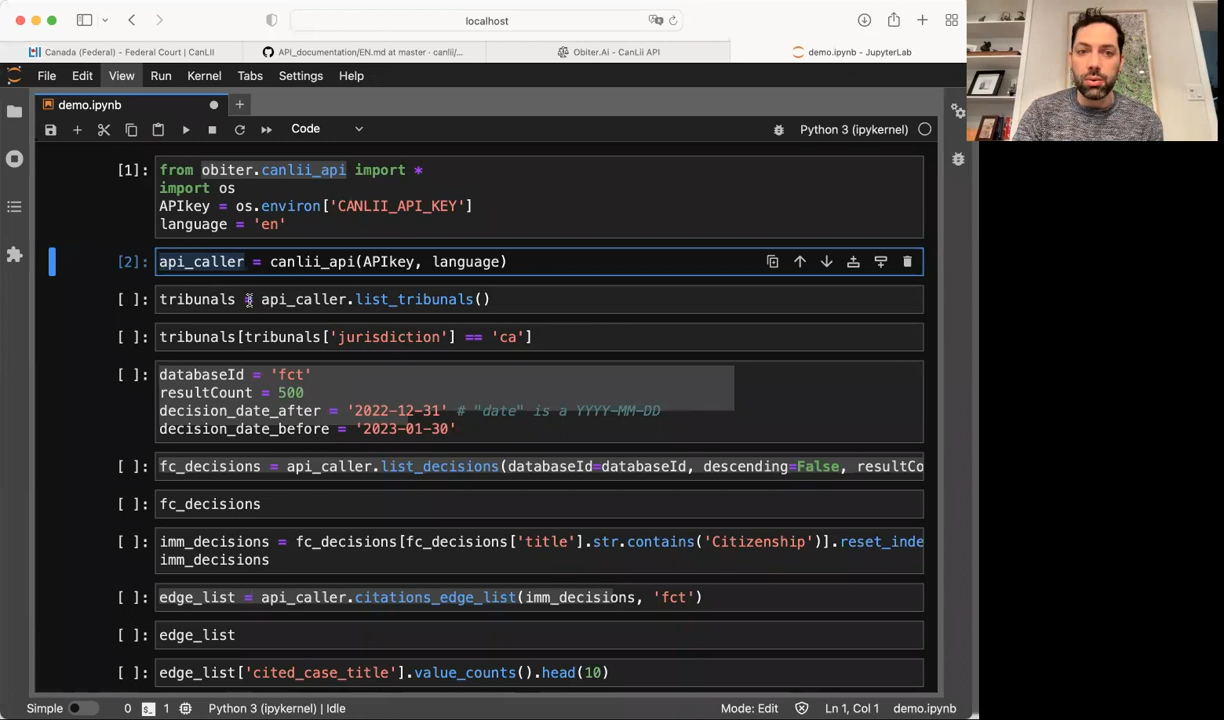 localhost
Canada (Federal) - Federal Court | CanLII
API_documentation/EN.md at master · canlii/...
Obiter.Ai - CanLii API
demo.ipynb - JupyterLab
File Edit View Run Kernel Tabs Settings Help
demo.ipynb
Code
Python 3 (ipykernel)
[1]: from obiter.canlii_api import *
import os
APIkey = os.environ['CANLII_API_KEY']
language = 'en'
[2]: api_caller = canlii_api(APIkey, language)
[ ]: tribunals = api_caller.list_tribunals()
[ ]: tribunals[tribunals['jurisdiction'] == 'ca']
[ ]: databaseId = 'fct'
resultCount = 500
decision_date_after = '2022-12-31' # "date" is a YYYY-MM-DD
decision_date_before = '2023-01-30'
[ ]: fc_decisions = api_caller.list_decisions(databaseId=databaseId, descending=False, resultCo
[ ]: fc_decisions
[ ]: imm_decisions = fc_decisions[fc_decisions['title'].str.contains('Citizenship')].reset_inde
imm_decisions
[ ]: edge_list = api_caller.citations_edge_list(imm_decisions, 'fct')
[ ]: edge_list
[ ]: edge_list['cited_case_title'].value_counts().head(10)
Simple 0 1 Python 3 (ipykernel) | Idle Mode: Edit Ln 1, Col 1 demo.ipynb